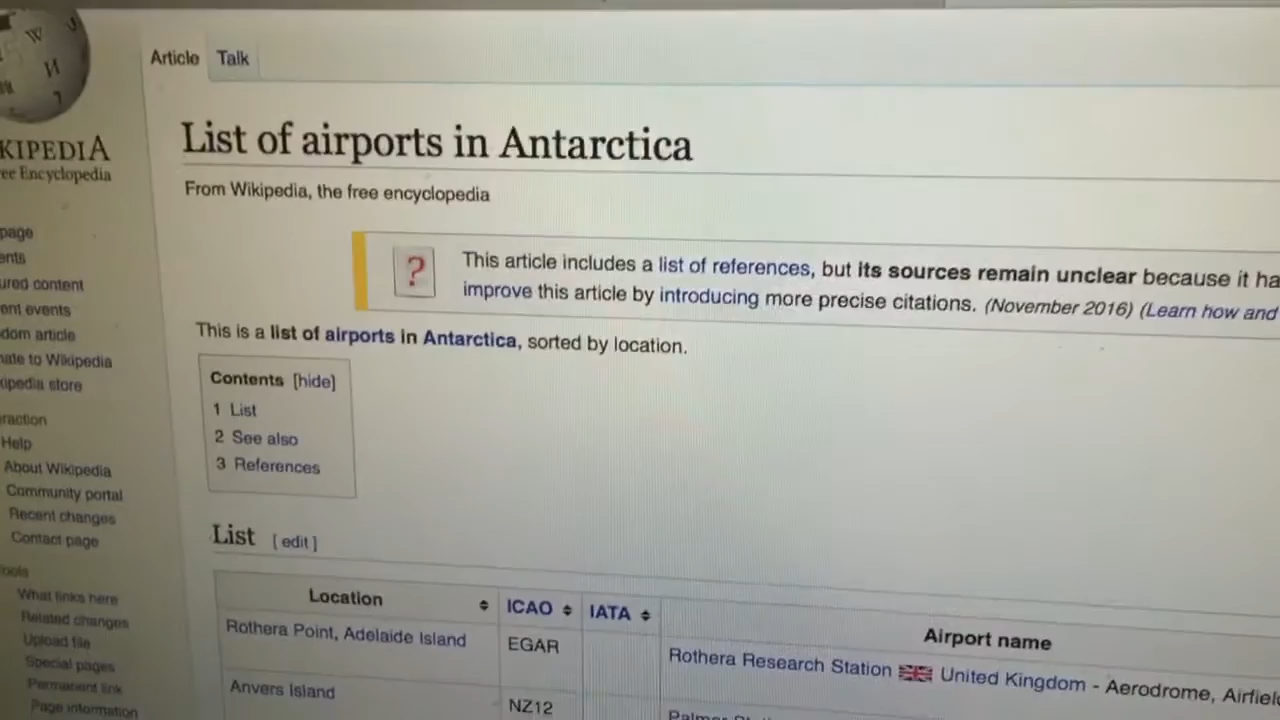 Article Talk
KIPEDIA
ee Encyclopedia
List of airports in Antarctica
From Wikipedia, the free encyclopedia
page
ents
ured content
ent events
dom article
nate to Wikipedia
kipedia store
raction
Help
About Wikipedia
Community portal
Recent changes
Contact page
ools
What links here
Related changes
Upload file
Special pages
Permanent link
Page information
?
This article includes a list of references, but its sources remain unclear because it ha
improve this article by introducing more precise citations. (November 2016) (Learn how and
This is a list of airports in Antarctica, sorted by location.
Contents [hide]
1 List
2 See also
3 References
List [ edit ]
Location ICAO IATA Airport name
Rothera Point, Adelaide Island EGAR Rothera Research Station United Kingdom - Aerodrome, Airfiel
Anvers Island NZ12